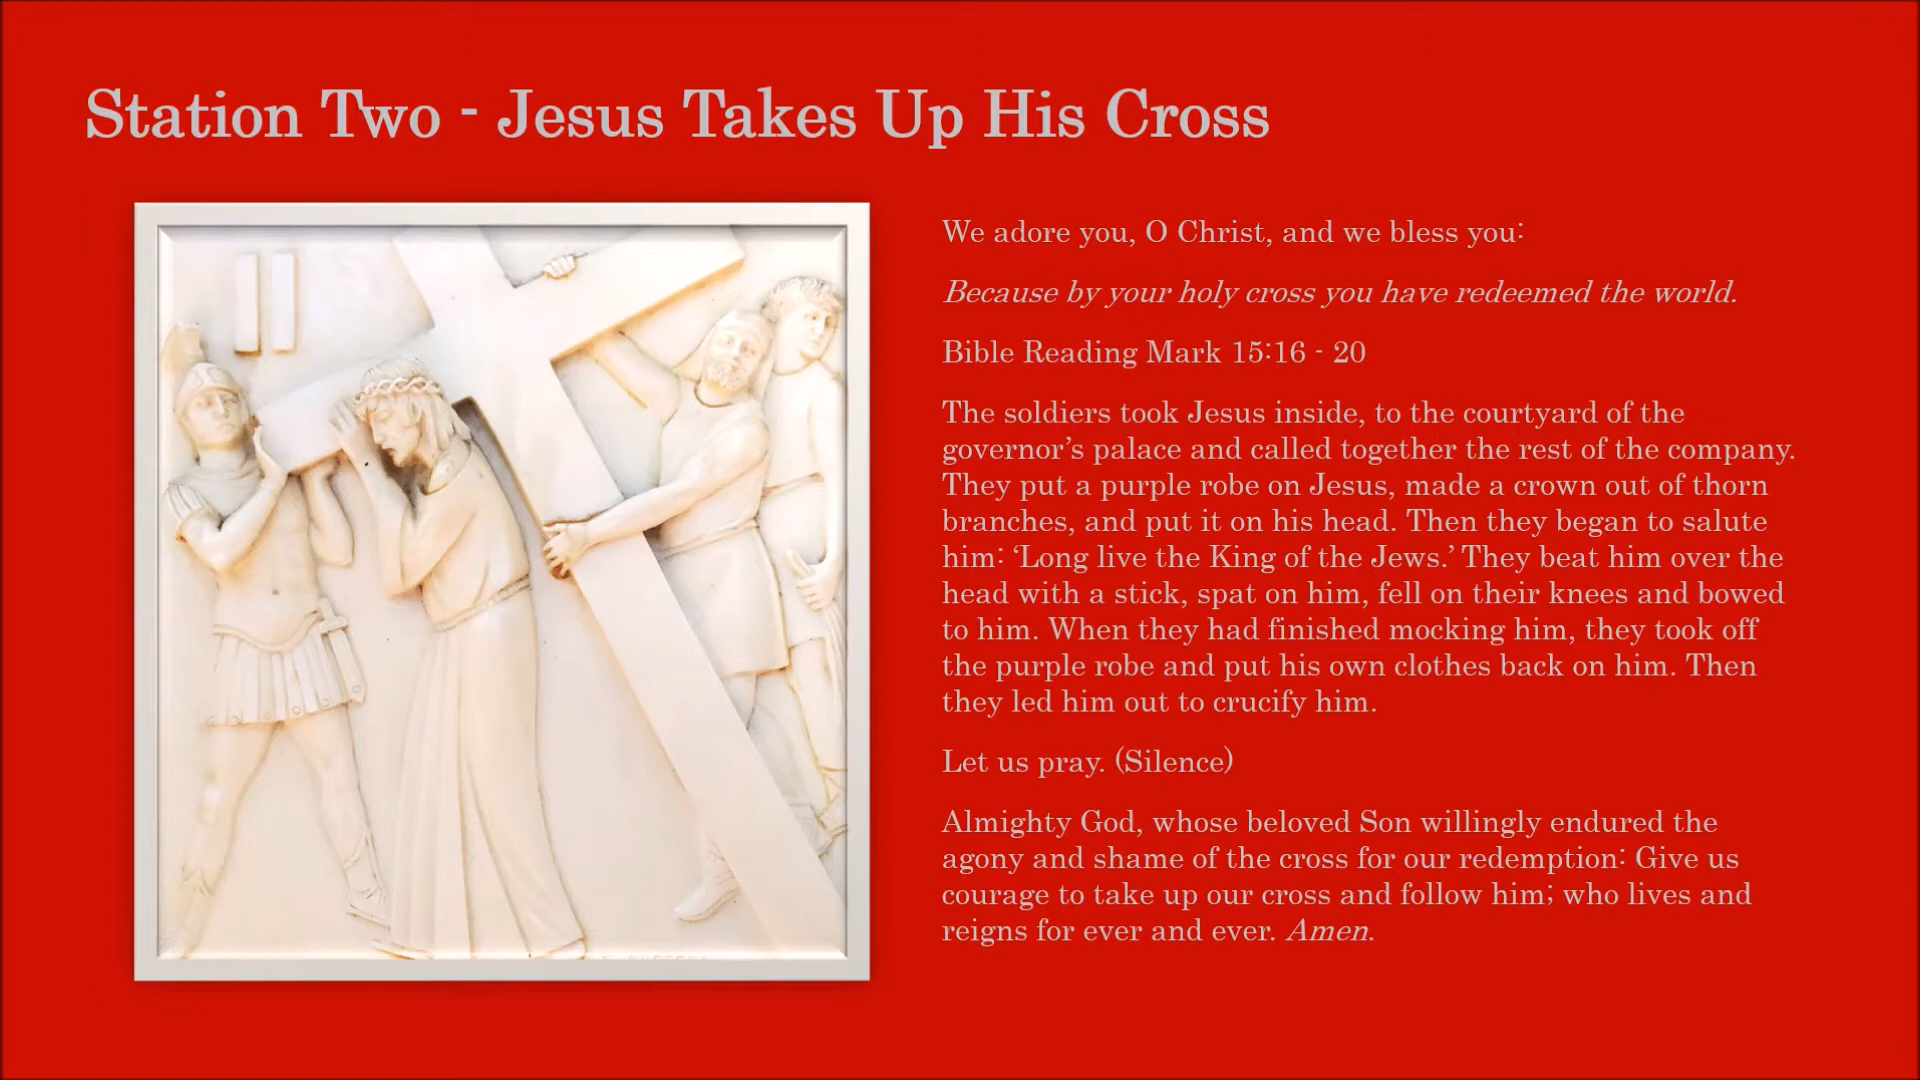 Station Two - Jesus Takes Up His Cross
We adore you, O Christ, and we bless you:
Because by your holy cross you have redeemed the world.
Bible Reading Mark 15:16 - 20
The soldiers took Jesus inside, to the courtyard of the
governor’s palace and called together the rest of the company.
They put a purple robe on Jesus, made a crown out of thorn
branches, and put it on his head. Then they began to salute
him: ‘Long live the King of the Jews.’ They beat him over the
head with a stick, spat on him, fell on their knees and bowed
to him. When they had finished mocking him, they took off
the purple robe and put his own clothes back on him. Then
they led him out to crucify him.
Let us pray. (Silence)
Almighty God, whose beloved Son willingly endured the
agony and shame of the cross for our redemption: Give us
courage to take up our cross and follow him; who lives and
reigns for ever and ever. Amen.
II